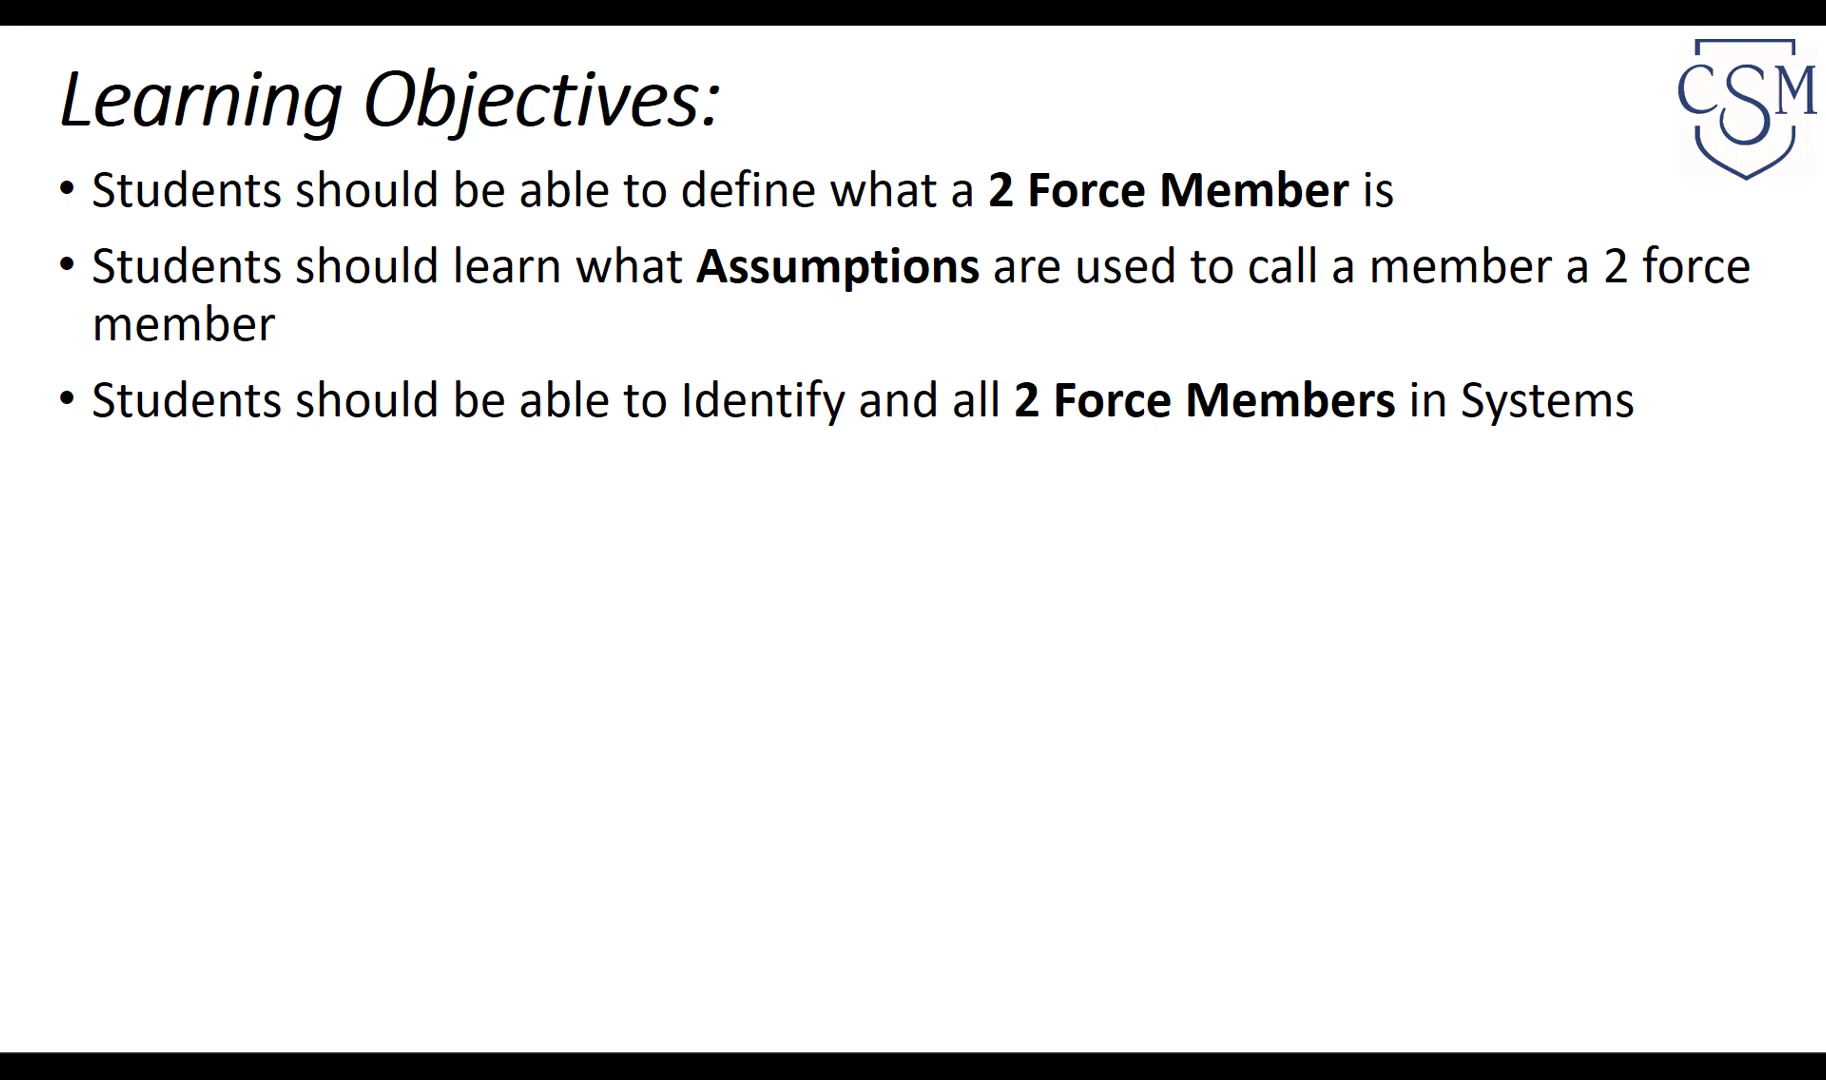 Learning Objectives:
CSM
• Students should be able to define what a 2 Force Member is
• Students should learn what Assumptions are used to call a member a 2 force
member
• Students should be able to Identify and all 2 Force Members in Systems